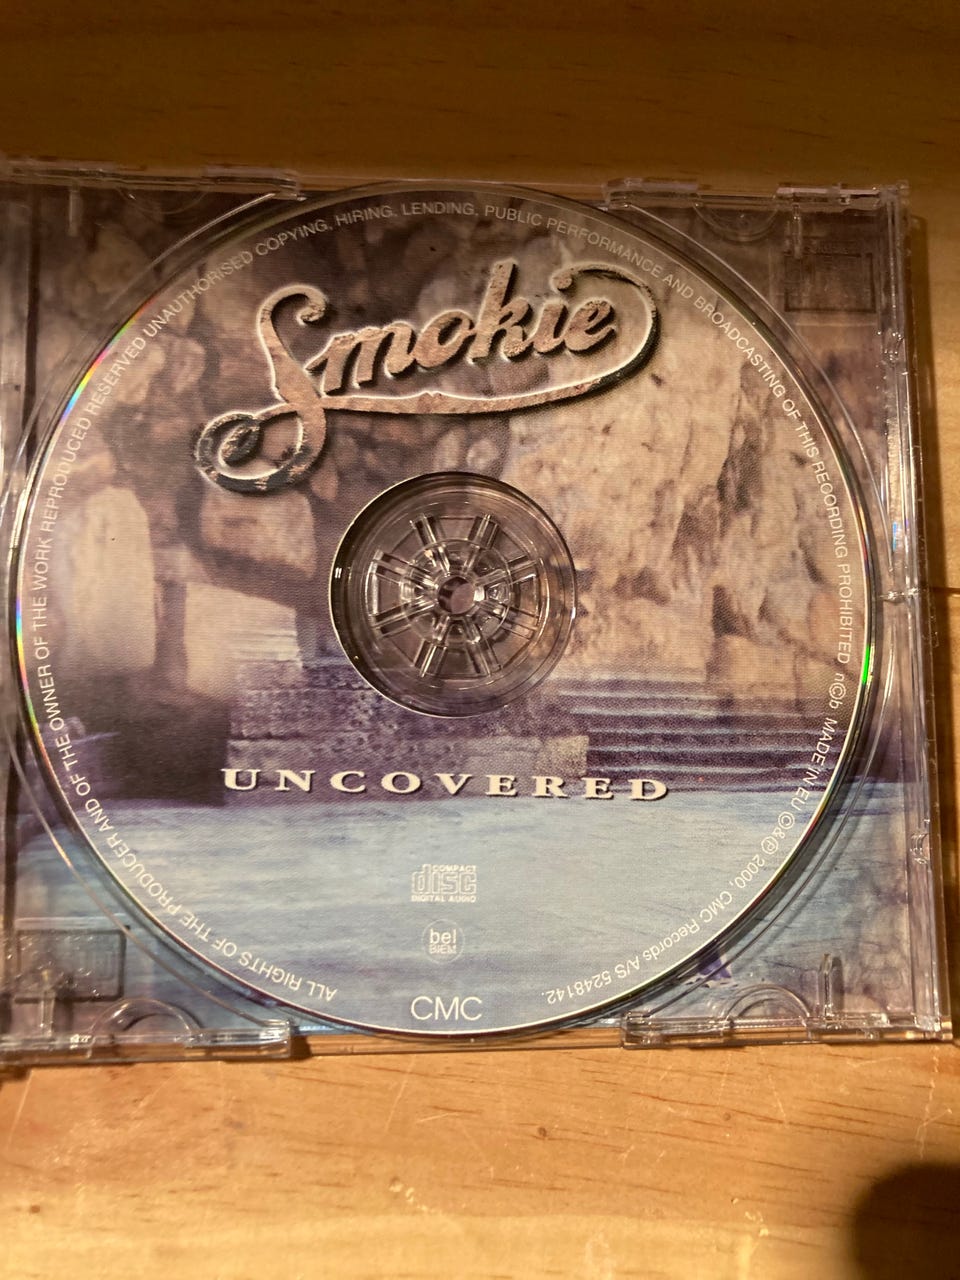 Smokie
UNCOVERED
COMPACT
disc
DIGITAL AUDIO
bel
BIEM
CMC
ALL RIGHTS OF THE PRODUCER AND OF THE OWNER OF THE WORK REPRODUCED RESERVED UNAUTHORISED COPYING, HIRING, LENDING, PUBLIC PERFORMANCE AND BROADCASTING OF THIS RECORDING PROHIBITED n©b MADE IN EU ©&℗ 2000, CMC Records A/S 5248142.